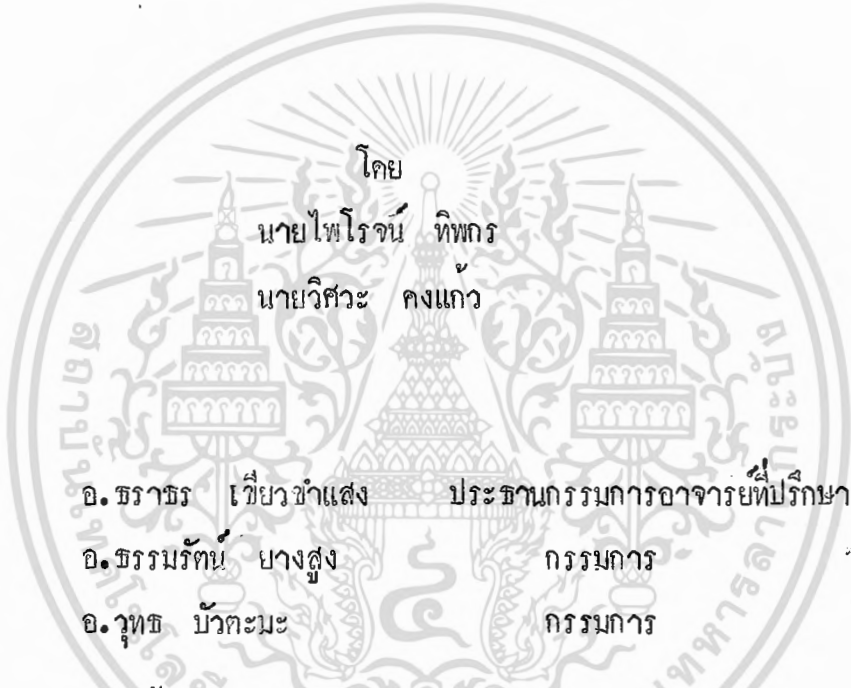 โดย
นายไพโรจน์ ทิพกร
นายวิศวะ คงแก้ว
อ.ธราธร เขียวขำแสง ประธานกรรมการอาจารย์ที่ปรึกษา
อ.ธรรมรัตน์ ยางสูง กรรมการ
อ.วุทธ บัวตะมะ กรรมการ